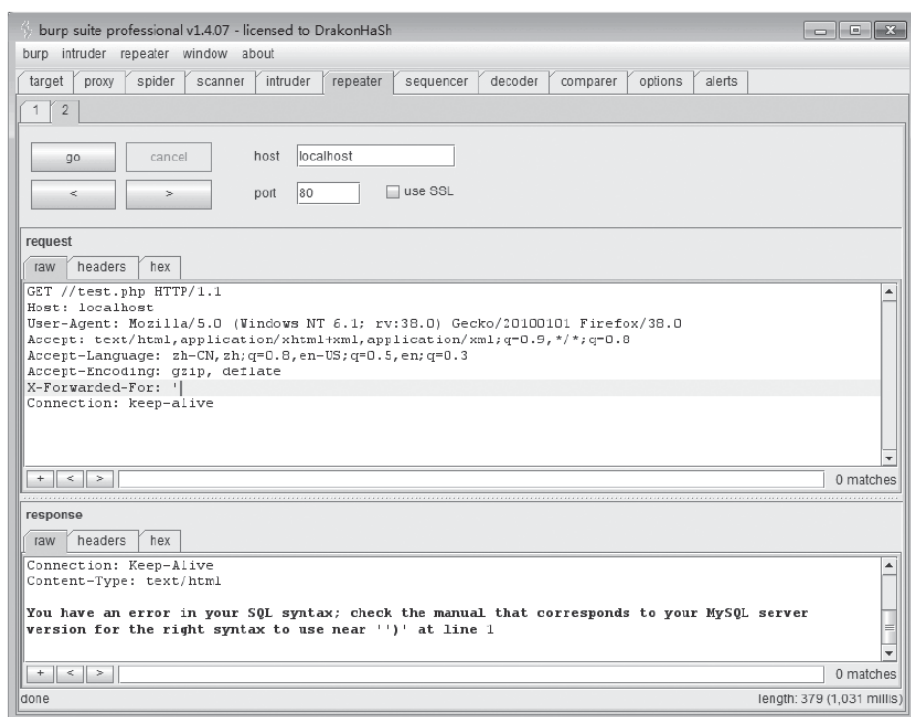 burp suite professional v1.4.07 - licensed to DrakonHaSh
burp intruder repeater window about
target proxy spider scanner intruder repeater sequencer decoder comparer options alerts
1 2
go cancel host localhost
< > port 80 use SSL
request
raw headers hex
GET //test.php HTTP/1.1
Host: localhost
User-Agent: Mozilla/5.0 (Windows NT 6.1; rv:38.0) Gecko/20100101 Firefox/38.0
Accept: text/html,application/xhtml+xml,application/xml;q=0.9,*/*;q=0.8
Accept-Language: zh-CN,zh;q=0.8,en-US;q=0.5,en;q=0.3
Accept-Encoding: gzip, deflate
X-Forwarded-For: '
Connection: keep-alive
+ < > 0 matches
response
raw headers hex
Connection: Keep-Alive
Content-Type: text/html
You have an error in your SQL syntax; check the manual that corresponds to your MySQL server
version for the right syntax to use near '')' at line 1
+ < > 0 matches
done length: 379 (1,031 millis)